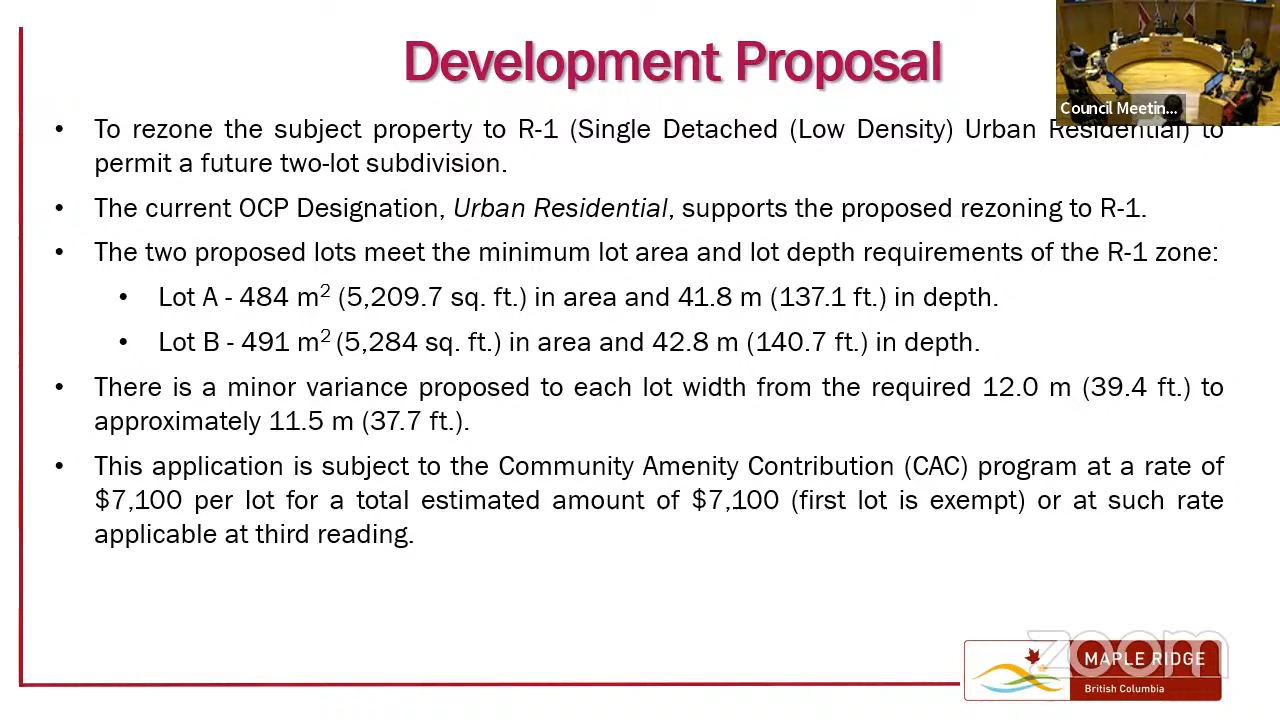 Development Proposal
Council Meetin...
• To rezone the subject property to R-1 (Single Detached (Low Density) Urban Residential) to
permit a future two-lot subdivision.
• The current OCP Designation, Urban Residential, supports the proposed rezoning to R-1.
• The two proposed lots meet the minimum lot area and lot depth requirements of the R-1 zone:
• Lot A - 484 m² (5,209.7 sq. ft.) in area and 41.8 m (137.1 ft.) in depth.
• Lot B - 491 m² (5,284 sq. ft.) in area and 42.8 m (140.7 ft.) in depth.
• There is a minor variance proposed to each lot width from the required 12.0 m (39.4 ft.) to
approximately 11.5 m (37.7 ft.).
• This application is subject to the Community Amenity Contribution (CAC) program at a rate of
$7,100 per lot for a total estimated amount of $7,100 (first lot is exempt) or at such rate
applicable at third reading.
zoom
MAPLE RIDGE
British Columbia